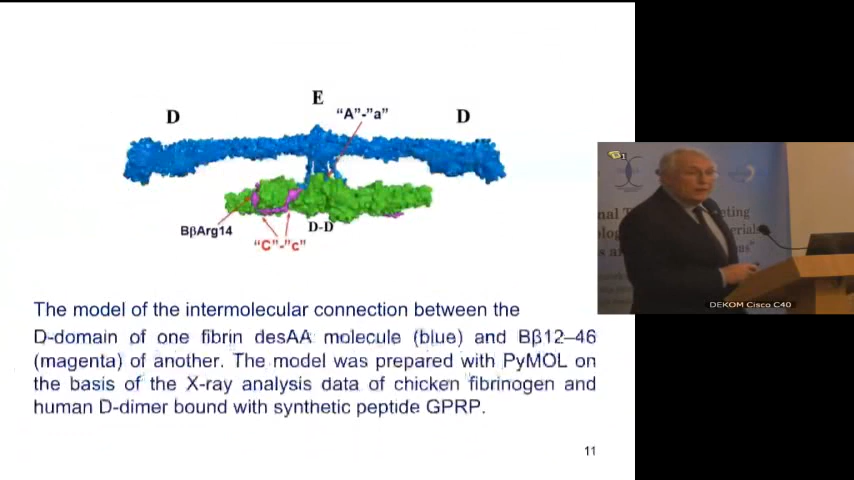 E
"A"-"a"
D
D
BβArg14
D-D
"C"-"c"
The model of the intermolecular connection between the
D-domain of one fibrin desAA molecule (blue) and Bβ12–46
(magenta) of another. The model was prepared with PyMOL on
the basis of the X-ray analysis data of chicken fibrinogen and
human D-dimer bound with synthetic peptide GPRP.
11
DEKOM Cisco C40